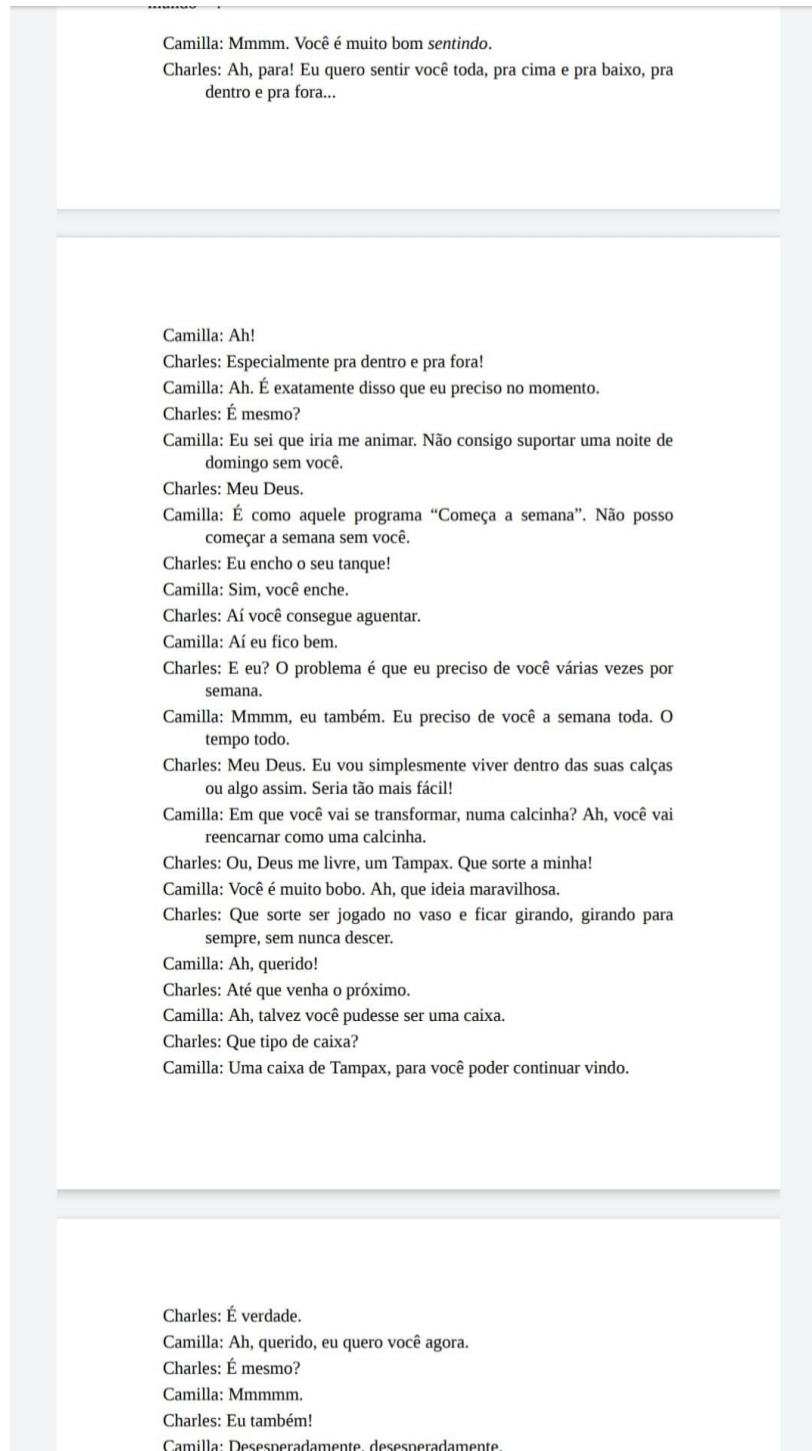 Camilla: Mmmm. Você é muito bom sentindo.
Charles: Ah, para! Eu quero sentir você toda, pra cima e pra baixo, pra
dentro e pra fora...
Camilla: Ah!
Charles: Especialmente pra dentro e pra fora!
Camilla: Ah. É exatamente disso que eu preciso no momento.
Charles: É mesmo?
Camilla: Eu sei que iria me animar. Não consigo suportar uma noite de
domingo sem você.
Charles: Meu Deus.
Camilla: É como aquele programa “Começa a semana”. Não posso
começar a semana sem você.
Charles: Eu encho o seu tanque!
Camilla: Sim, você enche.
Charles: Aí você consegue aguentar.
Camilla: Aí eu fico bem.
Charles: E eu? O problema é que eu preciso de você várias vezes por
semana.
Camilla: Mmmm, eu também. Eu preciso de você a semana toda. O
tempo todo.
Charles: Meu Deus. Eu vou simplesmente viver dentro das suas calças
ou algo assim. Seria tão mais fácil!
Camilla: Em que você vai se transformar, numa calcinha? Ah, você vai
reencarnar como uma calcinha.
Charles: Ou, Deus me livre, um Tampax. Que sorte a minha!
Camilla: Você é muito bobo. Ah, que ideia maravilhosa.
Charles: Que sorte ser jogado no vaso e ficar girando, girando para
sempre, sem nunca descer.
Camilla: Ah, querido!
Charles: Até que venha o próximo.
Camilla: Ah, talvez você pudesse ser uma caixa.
Charles: Que tipo de caixa?
Camilla: Uma caixa de Tampax, para você poder continuar vindo.
Charles: É verdade.
Camilla: Ah, querido, eu quero você agora.
Charles: É mesmo?
Camilla: Mmmmm.
Charles: Eu também!
Camilla: Desesperadamente, desesperadamente.